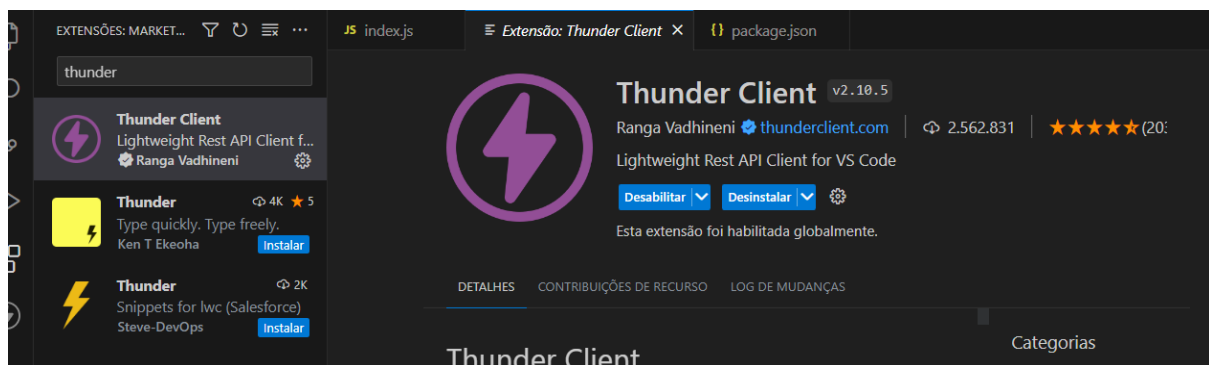 EXTENSÕES: MARKET...
thunder
Thunder Client
Lightweight Rest API Client f...
Ranga Vadhineni
Thunder
4K ★ 5
Type quickly. Type freely.
Ken T Ekeoha
Instalar
Thunder
2K
Snippets for lwc (Salesforce)
Steve-DevOps
Instalar
JS index.js
Extensão: Thunder Client
{} package.json
Thunder Client v2.10.5
Ranga Vadhineni thunderclient.com 2.562.831
Lightweight Rest API Client for VS Code
Desabilitar Desinstalar
Esta extensão foi habilitada globalmente.
DETALHES CONTRIBUIÇÕES DE RECURSO LOG DE MUDANÇAS
Thunder Client
Categorias